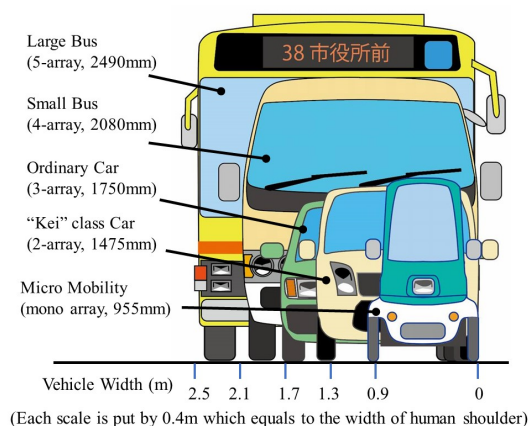 38 市役所前
Large Bus
(5-array, 2490mm)
Small Bus
(4-array, 2080mm)
Ordinary Car
(3-array, 1750mm)
“Kei” class Car
(2-array, 1475mm)
Micro Mobility
(mono array, 955mm)
Vehicle Width (m)
2.5 2.1 1.7 1.3 0.9 0
(Each scale is put by 0.4m which equals to the width of human shoulder)